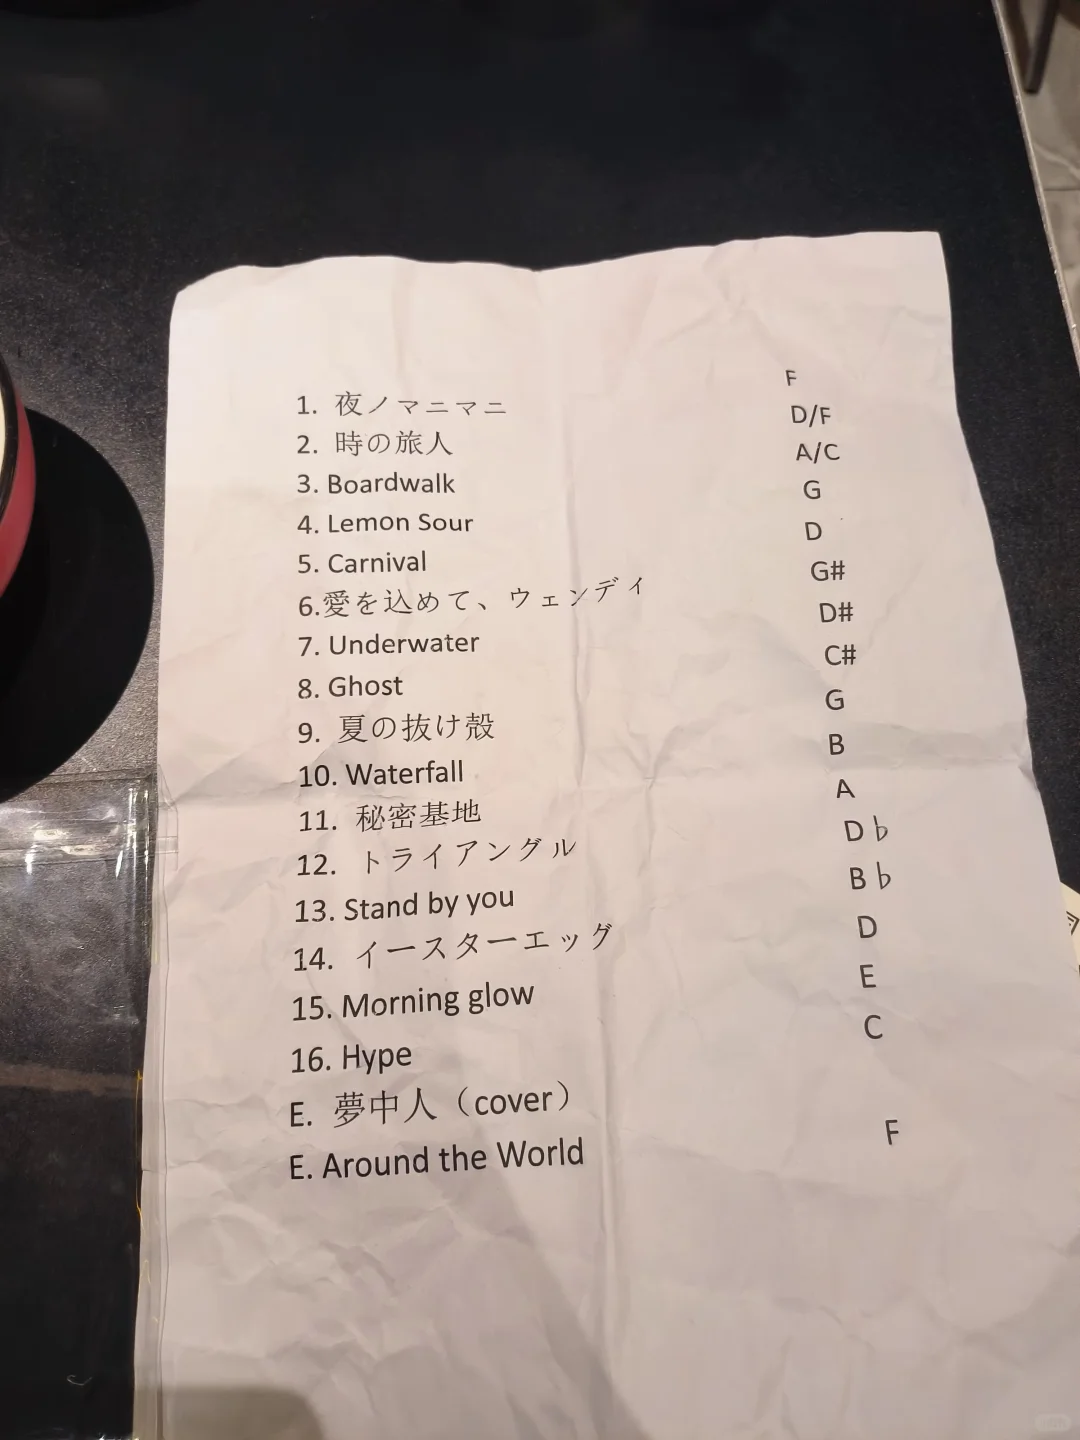 1. 夜ノマニマニ F
2. 時の旅人 D/F
3. Boardwalk A/C
4. Lemon Sour G
5. Carnival D
6.愛を込めて、ウェンディ G#
7. Underwater D#
8. Ghost C#
9. 夏の抜け殻 G
10. Waterfall B
11. 秘密基地 A
12. トライアングル D♭
13. Stand by you B♭
14. イースターエッグ D
15. Morning glow E
16. Hype C
E. 夢中人（cover）
E. Around the World F